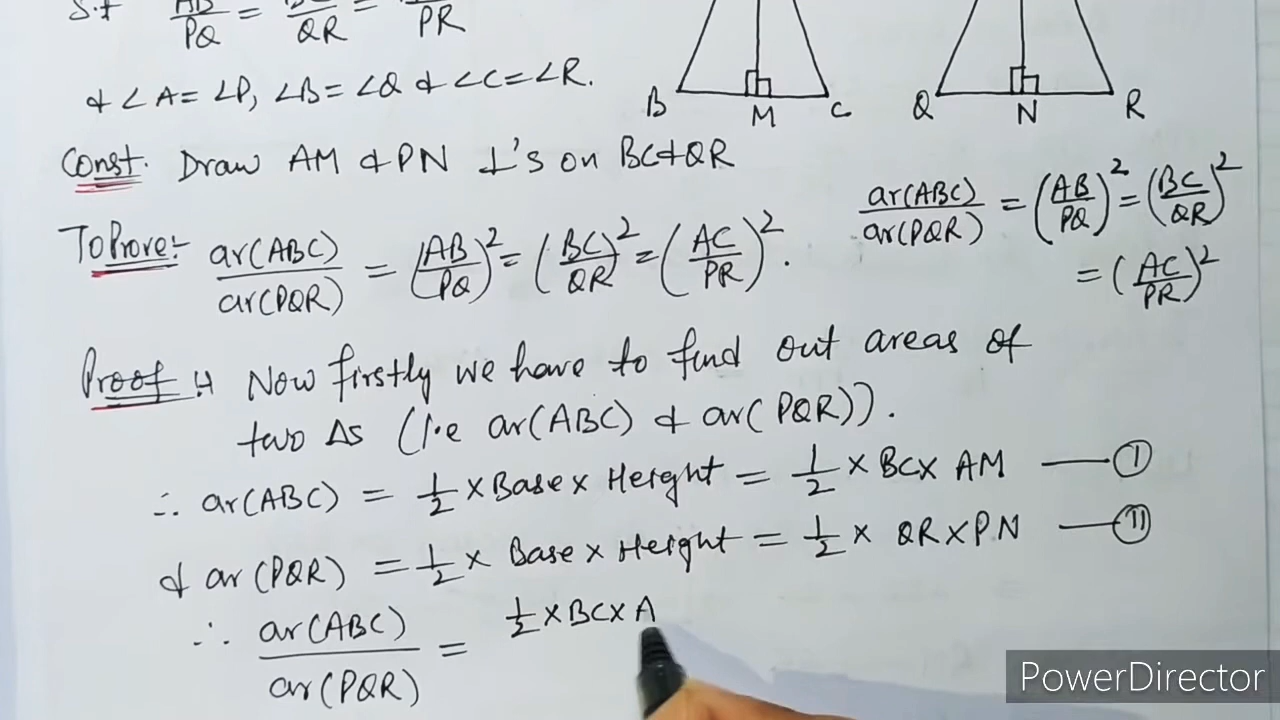 S.t AB/PQ = BC/QR = /PR
& ∠A = ∠P, ∠B = ∠Q & ∠C = ∠R.
B M C Q N R
Const. Draw AM & PN ⊥'s on BC & QR
To Prove:- ar(ABC)/ar(PQR) = (AB/PQ)² = (BC/QR)² = (AC/PR)².
ar(ABC)/ar(PQR) = (AB/PQ)² = (BC/QR)²
= (AC/PR)²
Proof :→ Now firstly we have to find out areas of
two Δs (i.e ar(ABC) & ar(PQR)).
∴ ar(ABC) = 1/2 × Base × Height = 1/2 × BC × AM —— I
& ar(PQR) = 1/2 × Base × Height = 1/2 × QR × PN —— II
∴ ar(ABC)/ar(PQR) = 1/2 × BC × A
PowerDirector